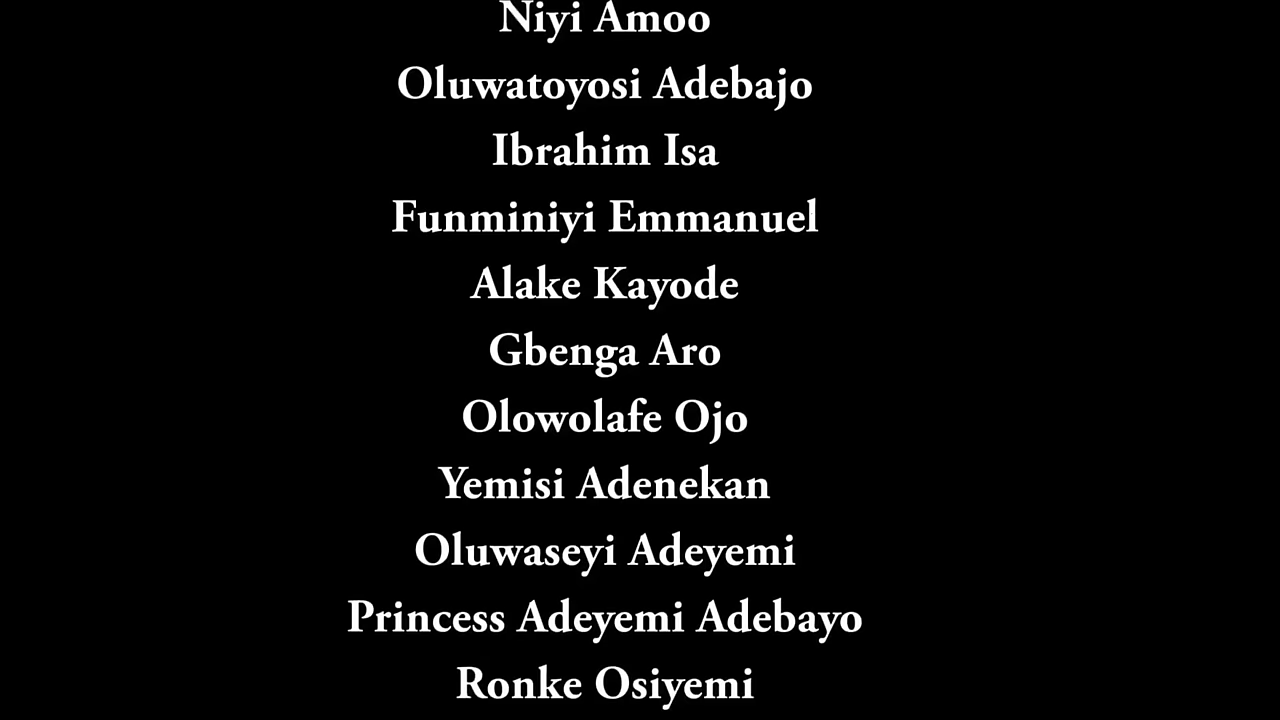 Niyi Amoo
Oluwatoyosi Adebajo
Ibrahim Isa
Funminiyi Emmanuel
Alake Kayode
Gbenga Aro
Olowolafe Ojo
Yemisi Adenekan
Oluwaseyi Adeyemi
Princess Adeyemi Adebayo
Ronke Osiyemi